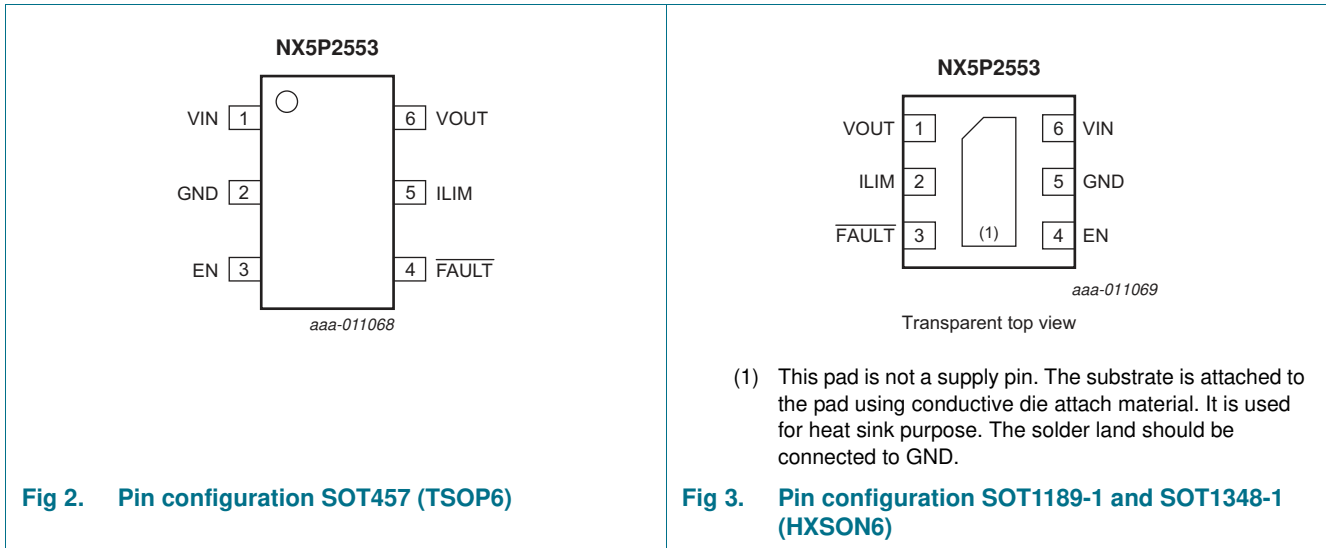 NX5P2553
VIN 1
6 VOUT
GND 2
5 ILIM
EN 3
4 FAULT
aaa-011068
Fig 2. Pin configuration SOT457 (TSOP6)
NX5P2553
VOUT 1
6 VIN
ILIM 2
5 GND
FAULT 3
(1)
4 EN
aaa-011069
Transparent top view
(1) This pad is not a supply pin. The substrate is attached to
the pad using conductive die attach material. It is used
for heat sink purpose. The solder land should be
connected to GND.
Fig 3. Pin configuration SOT1189-1 and SOT1348-1
(HXSON6)